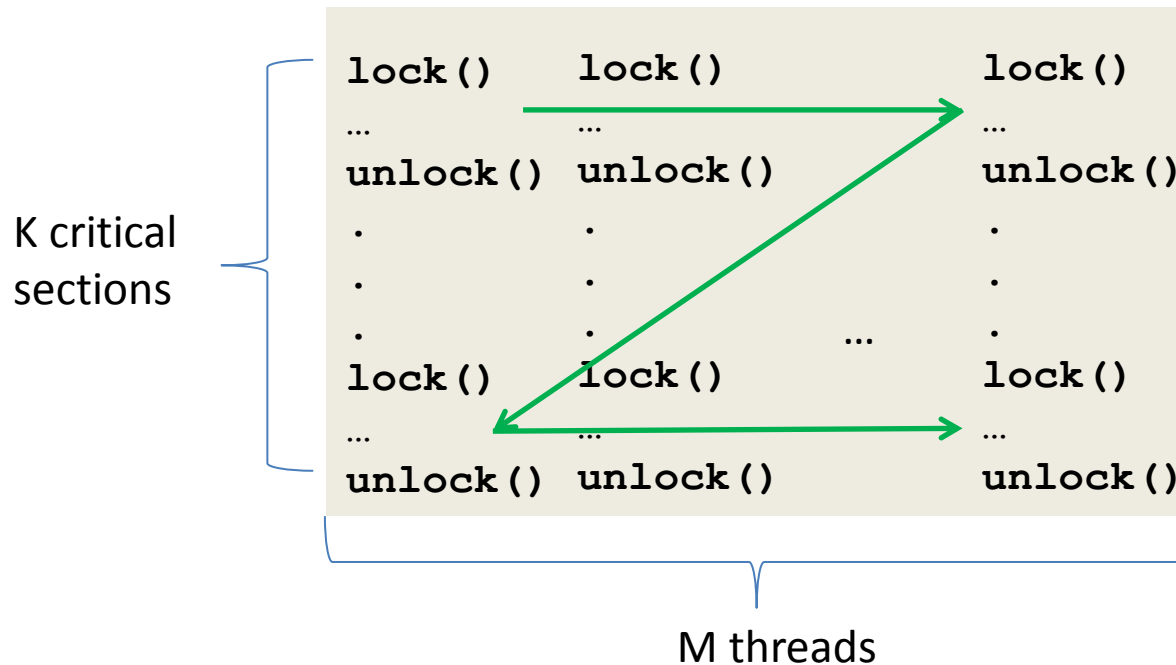 lock() lock() lock()
… … …
unlock() unlock() unlock()
. . .
. . .
. . … .
lock() lock() lock()
… … …
unlock() unlock() unlock()
K critical
sections
M threads